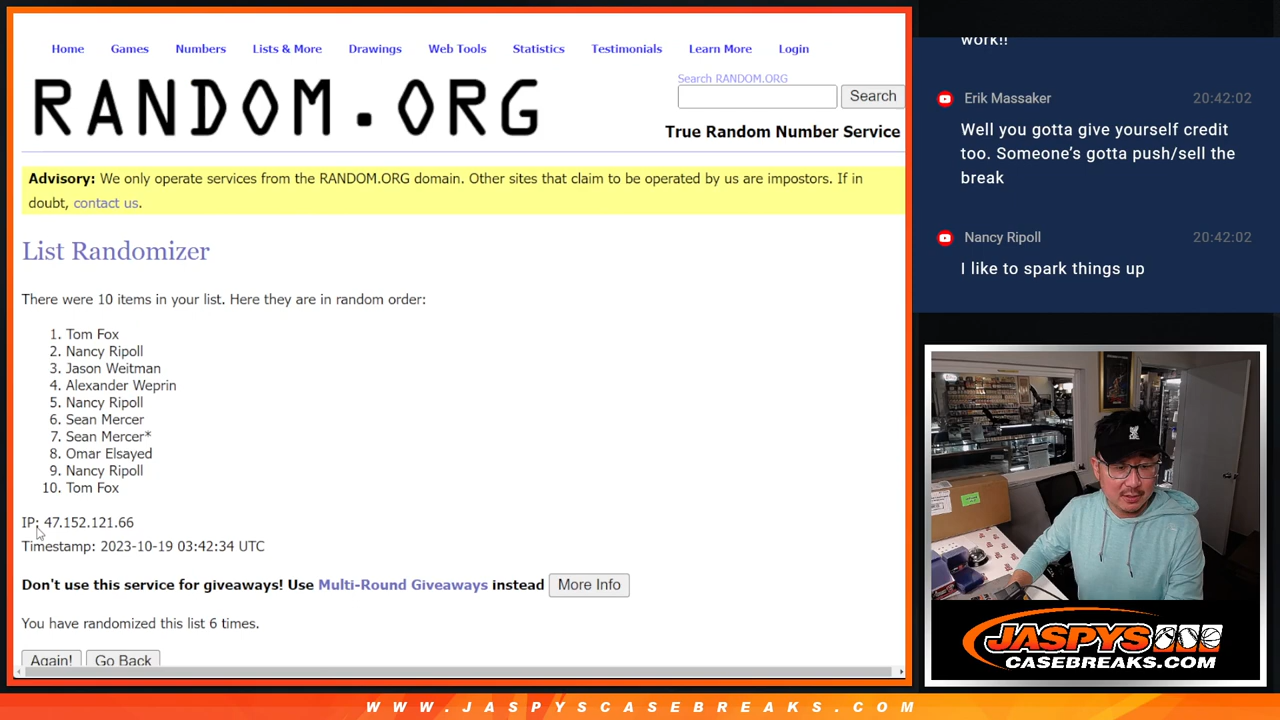 Home Games Numbers Lists & More Drawings Web Tools Statistics Testimonials Learn More Login
RANDOM.ORG
Search RANDOM.ORG
Search
True Random Number Service
Advisory: We only operate services from the RANDOM.ORG domain. Other sites that claim to be operated by us are impostors. If in
doubt, contact us.
List Randomizer
There were 10 items in your list. Here they are in random order:
1. Tom Fox
2. Nancy Ripoll
3. Jason Weitman
4. Alexander Weprin
5. Nancy Ripoll
6. Sean Mercer
7. Sean Mercer*
8. Omar Elsayed
9. Nancy Ripoll
10. Tom Fox
IP: 47.152.121.66
Timestamp: 2023-10-19 03:42:34 UTC
Don't use this service for giveaways! Use Multi-Round Giveaways instead More Info
You have randomized this list 6 times.
Again! Go Back
work!!
Erik Massaker 20:42:02
Well you gotta give yourself credit
too. Someone's gotta push/sell the
break
Nancy Ripoll 20:42:02
I like to spark things up
JASPYS
CASEBREAKS.COM
WWW.JASPYSCASEBREAKS.COM